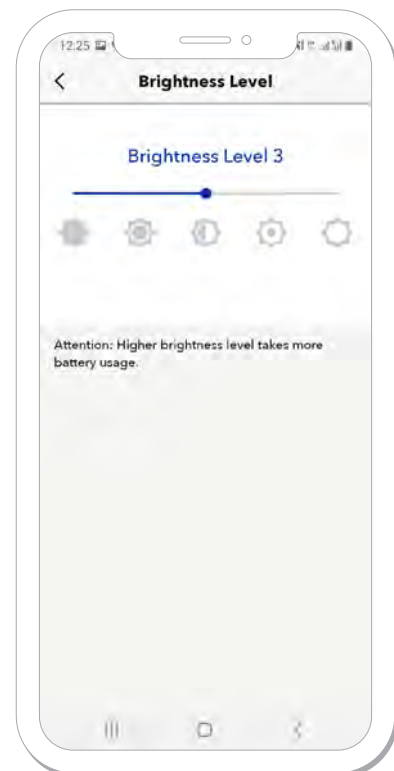 12:25
Brightness Level
Brightness Level 3
Attention: Higher brightness level takes more
battery usage.